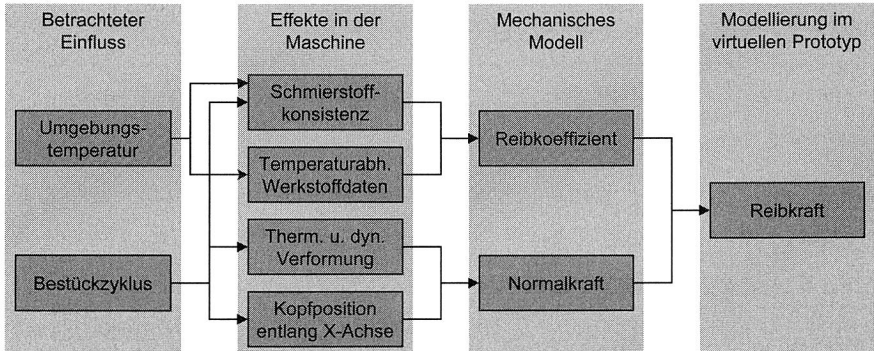 Betrachteter
Einfluss
Umgebungs-
temperatur
Bestückzyklus
Effekte in der
Maschine
Schmierstoff-
konsistenz
Temperaturabh.
Werkstoffdaten
Therm. u. dyn.
Verformung
Kopfposition
entlang X-Achse
Mechanisches
Modell
Reibkoeffizient
Normalkraft
Modellierung im
virtuellen Prototyp
Reibkraft